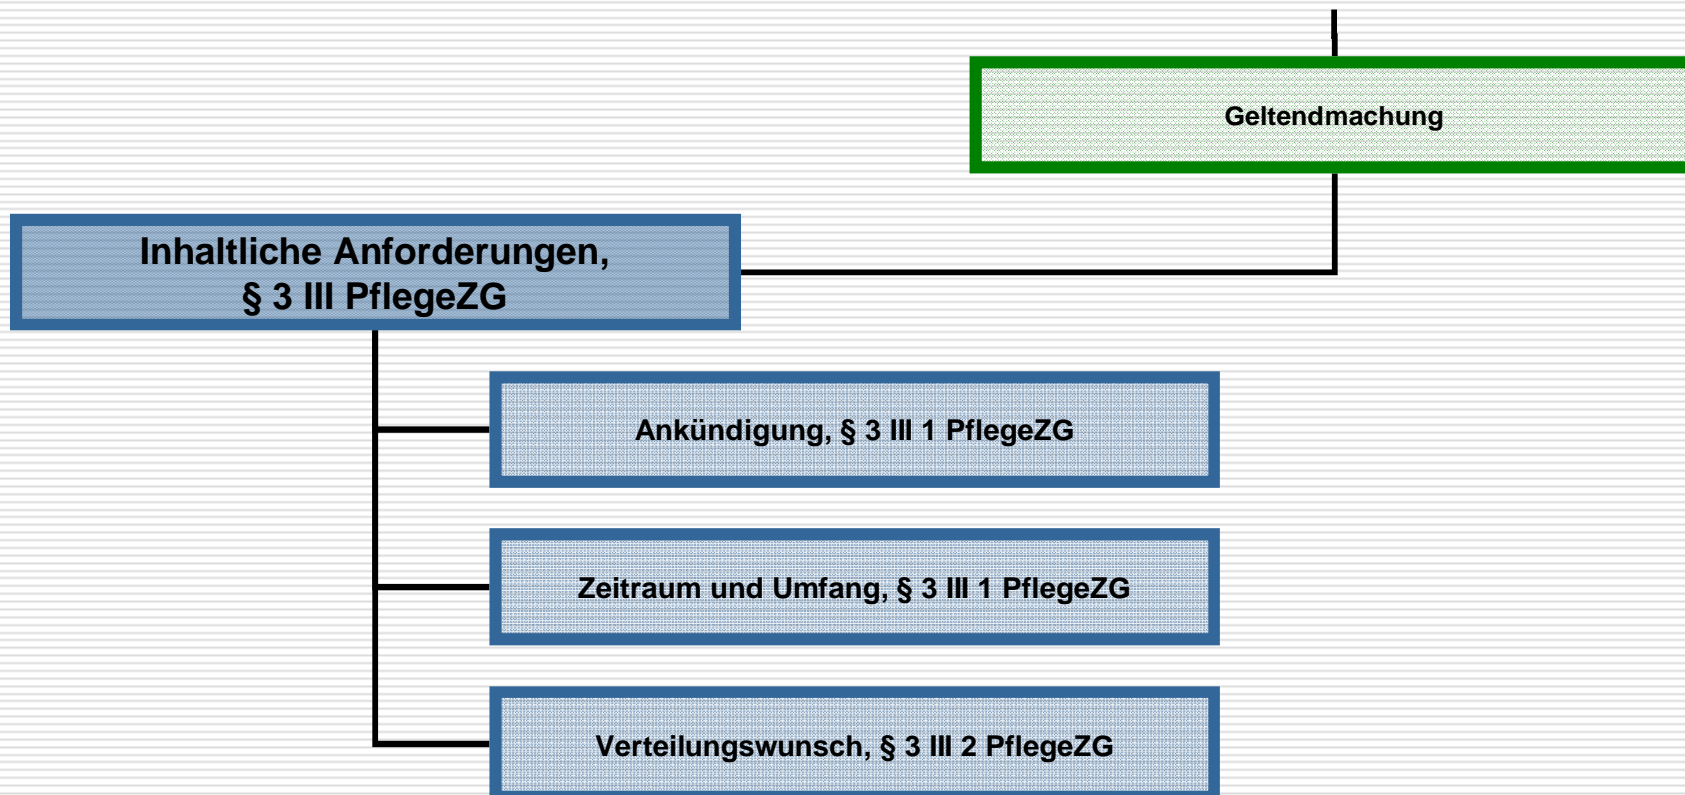 Geltendmachung
Inhaltliche Anforderungen,
§ 3 III PflegeZG
Ankündigung, § 3 III 1 PflegeZG
Zeitraum und Umfang, § 3 III 1 PflegeZG
Verteilungswunsch, § 3 III 2 PflegeZG